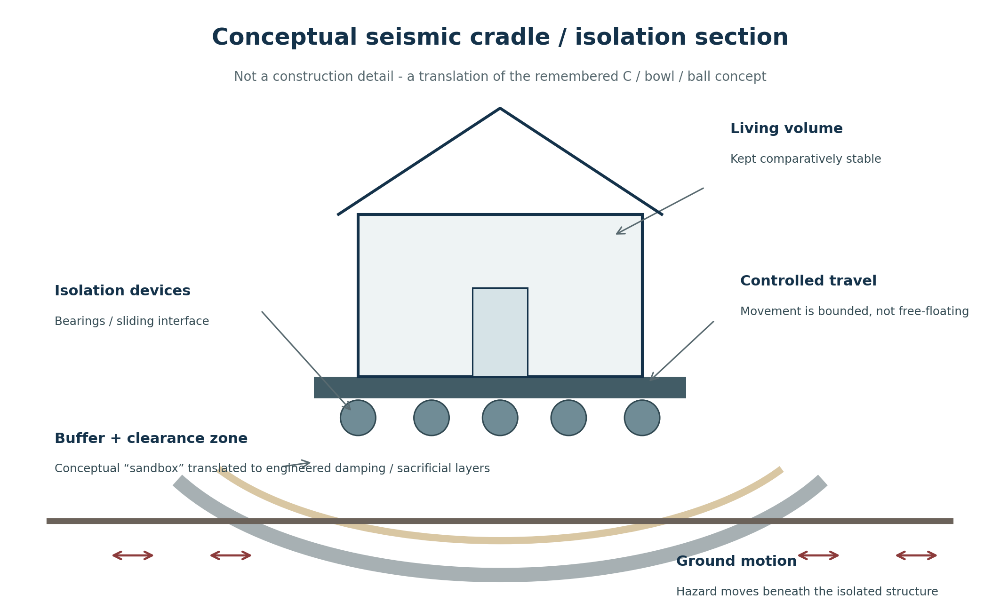 Conceptual seismic cradle / isolation section
Not a construction detail - a translation of the remembered C / bowl / ball concept
Living volume
Kept comparatively stable
Controlled travel
Movement is bounded, not free-floating
Isolation devices
Bearings / sliding interface
Buffer + clearance zone
Conceptual “sandbox” translated to engineered damping / sacrificial layers
Ground motion
Hazard moves beneath the isolated structure